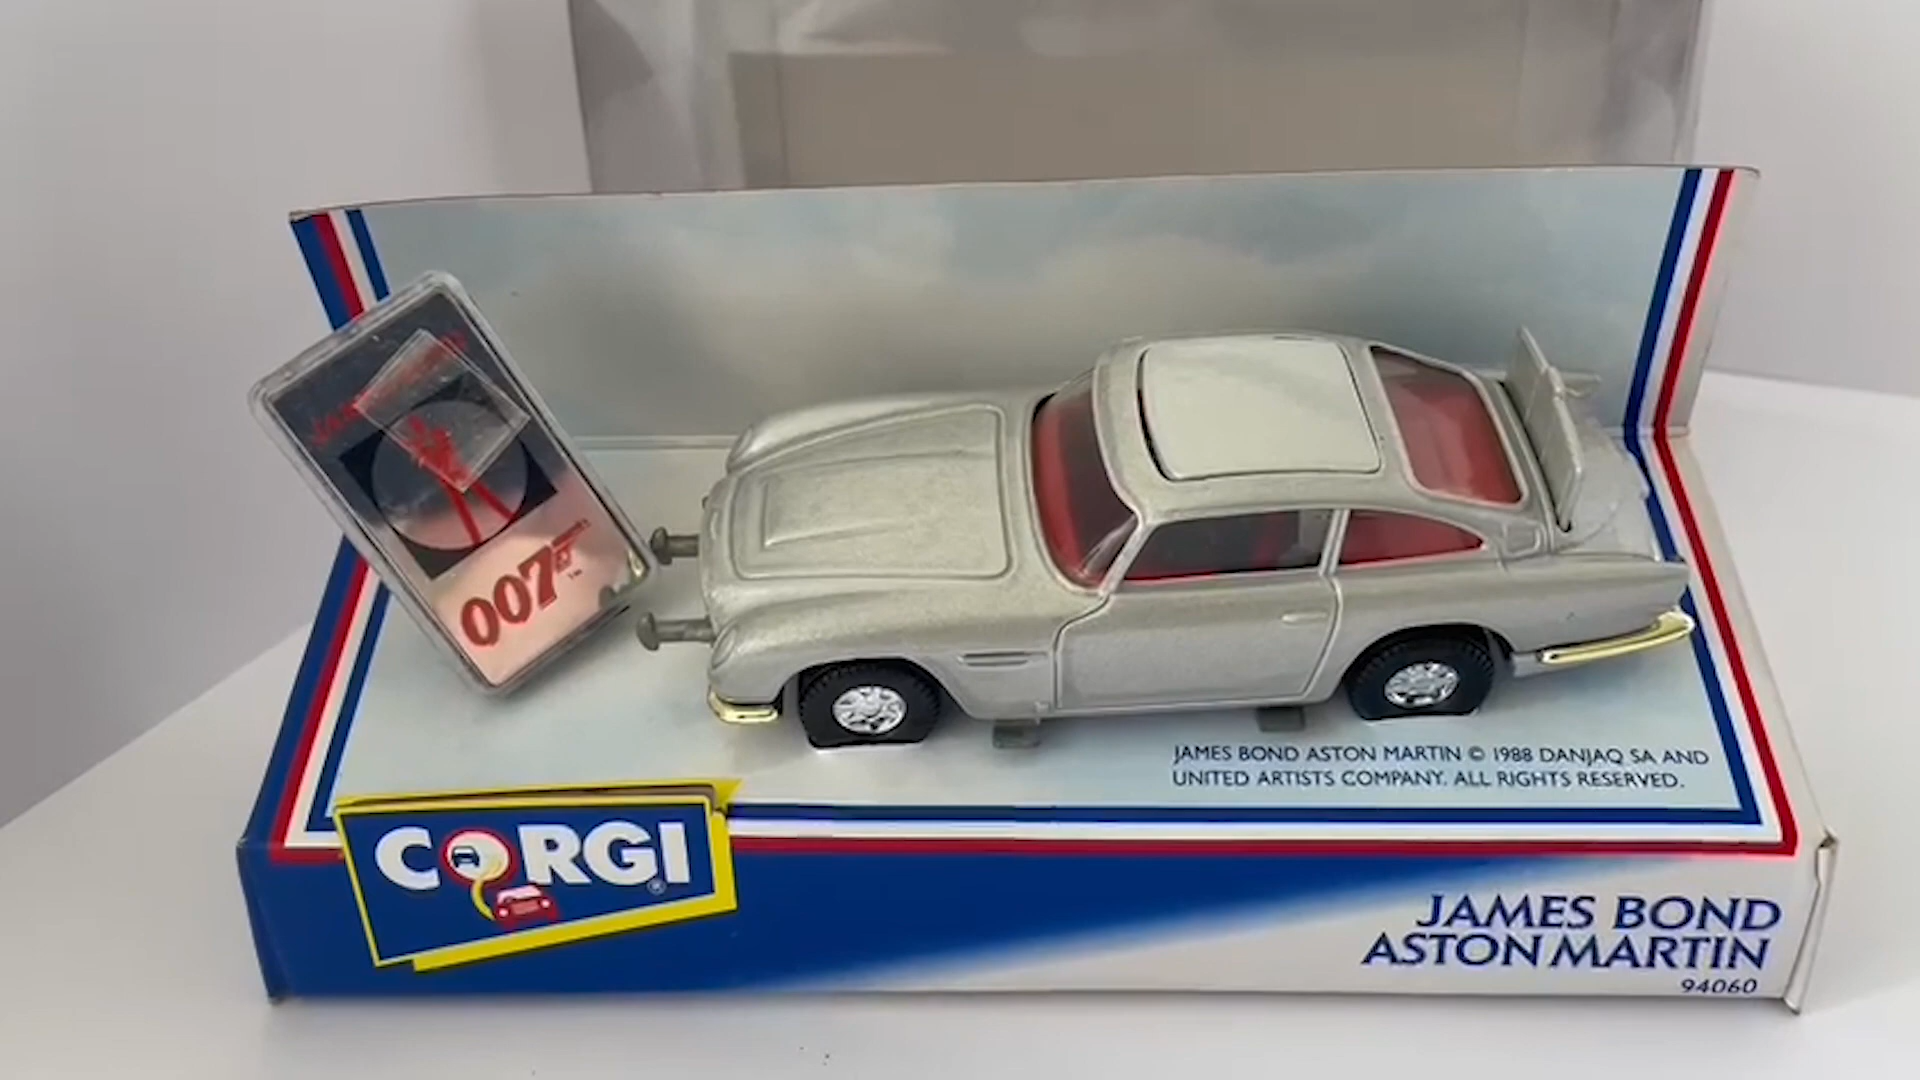 007
TM
JAMES BOND ASTON MARTIN © 1988 DANJAQ SA AND
UNITED ARTISTS COMPANY. ALL RIGHTS RESERVED.
CORGI®
JAMES BOND
ASTON MARTIN
94060